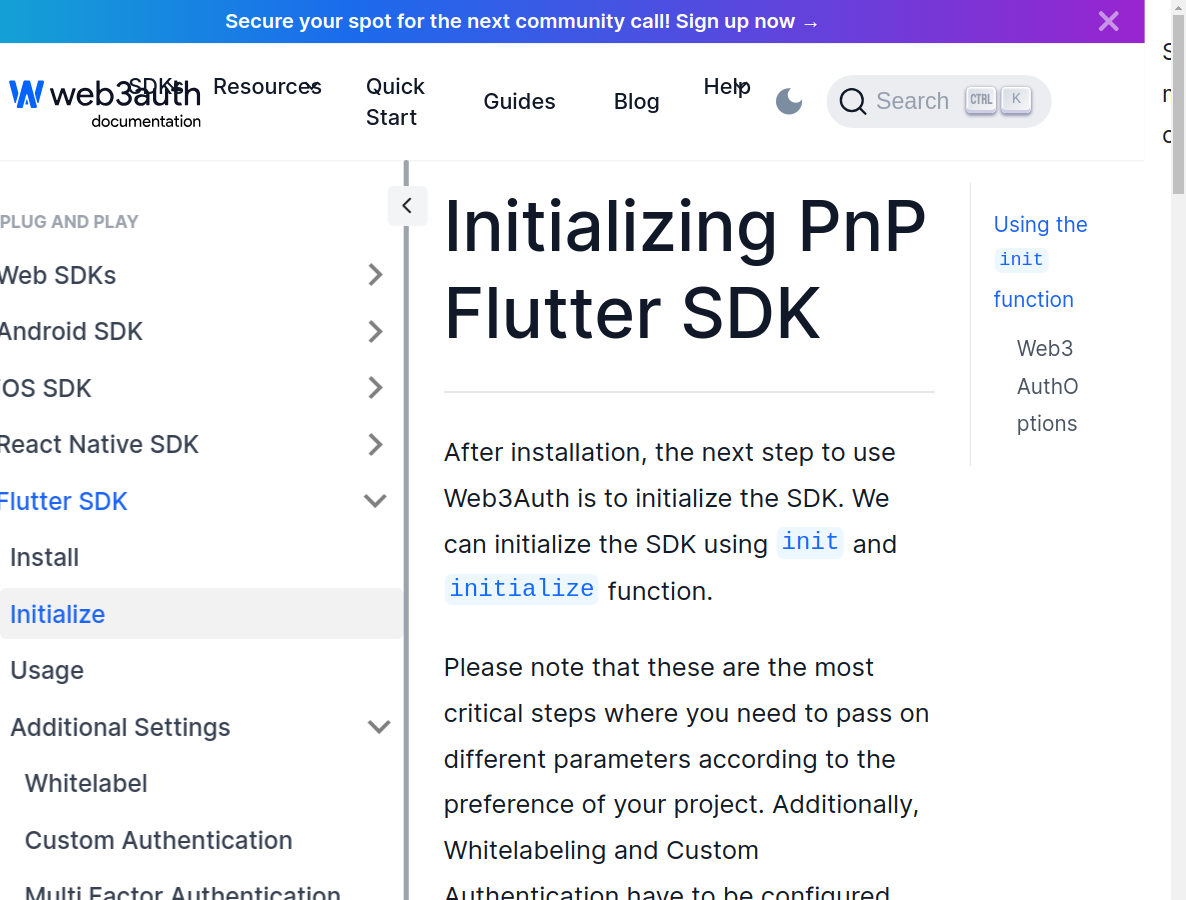 Secure your spot for the next community call! Sign up now →
web3auth
documentation
SDKs
Resources
Quick
Start
Guides
Blog
Help
Search
CTRL
K
PLUG AND PLAY
Web SDKs
Android SDK
iOS SDK
React Native SDK
Flutter SDK
Install
Initialize
Usage
Additional Settings
Whitelabel
Custom Authentication
Multi Factor Authentication
Initializing PnP
Flutter SDK
After installation, the next step to use
Web3Auth is to initialize the SDK. We
can initialize the SDK using init and
initialize function.
Please note that these are the most
critical steps where you need to pass on
different parameters according to the
preference of your project. Additionally,
Whitelabeling and Custom
Authentication have to be configured
Using the
init
function
Web3
AuthO
ptions